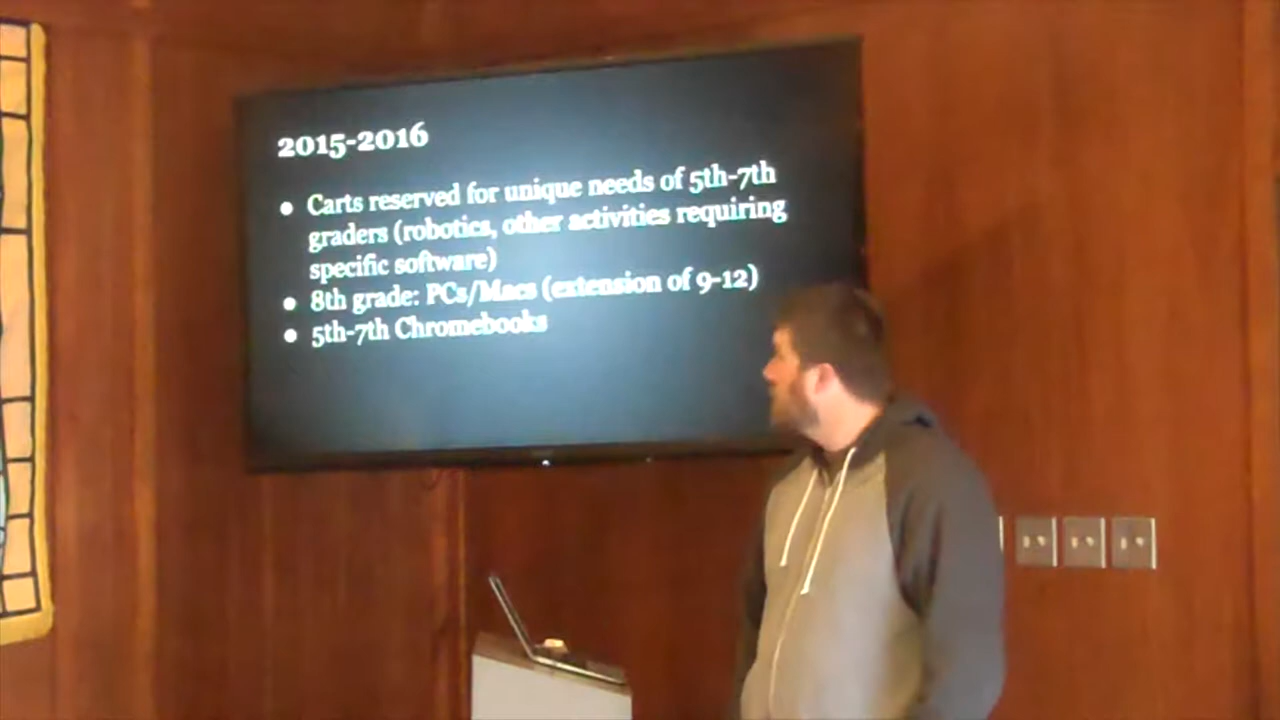 2015-2016
• Carts reserved for unique needs of 5th-7th
graders (robotics, other activities requiring
specific software)
• 8th grade: PCs/Macs (extension of 9-12)
• 5th-7th Chromebooks